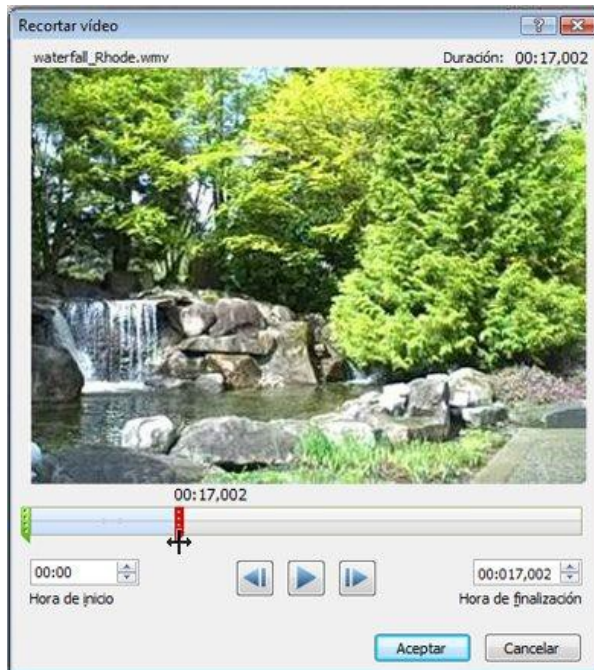 Recortar vídeo
waterfall_Rhode.wmv Duración: 00:17,002
00:17,002
00:00 00:017,002
Hora de inicio Hora de finalización
Aceptar Cancelar